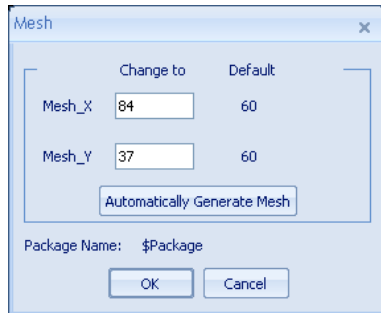 Mesh
Change to Default
Mesh_X 84 60
Mesh_Y 37 60
Automatically Generate Mesh
Package Name: $Package
OK Cancel